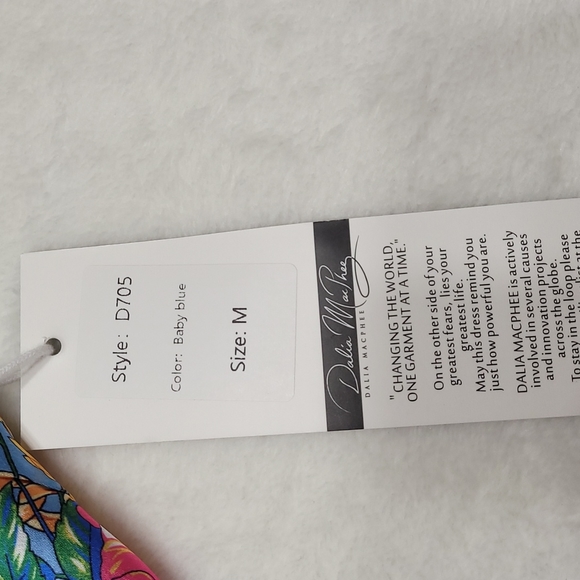 Style: D705
Color: Baby blue
Size: M
Dalia MacPhee
DALIA MACPHEE
"CHANGING THE WORLD,
ONE GARMENT AT A TIME."
On the other side of your
greatest fears, lies your
greatest life.
May this dress remind you
just how powerful you are.
DALIA MACPHEE is actively
involved in several causes
and innovation projects
across the globe.
To stay in the loop please
at the